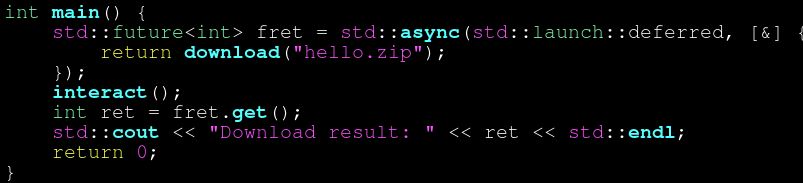 int main() {
    std::future<int> fret = std::async(std::launch::deferred, [&] {
        return download("hello.zip");
    });
    interact();
    int ret = fret.get();
    std::cout << "Download result: " << ret << std::endl;
    return 0;
}